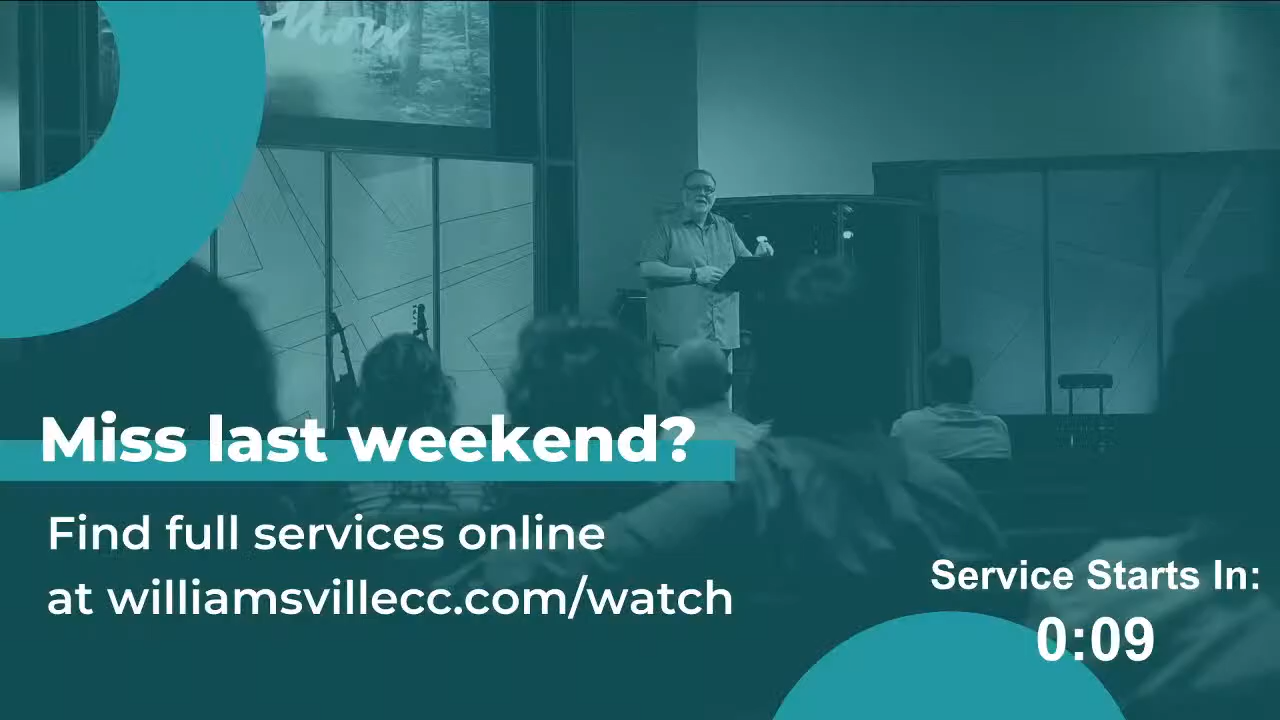 Miss last weekend?
Find full services online
at williamsvillecc.com/watch
Service Starts In:
0:09